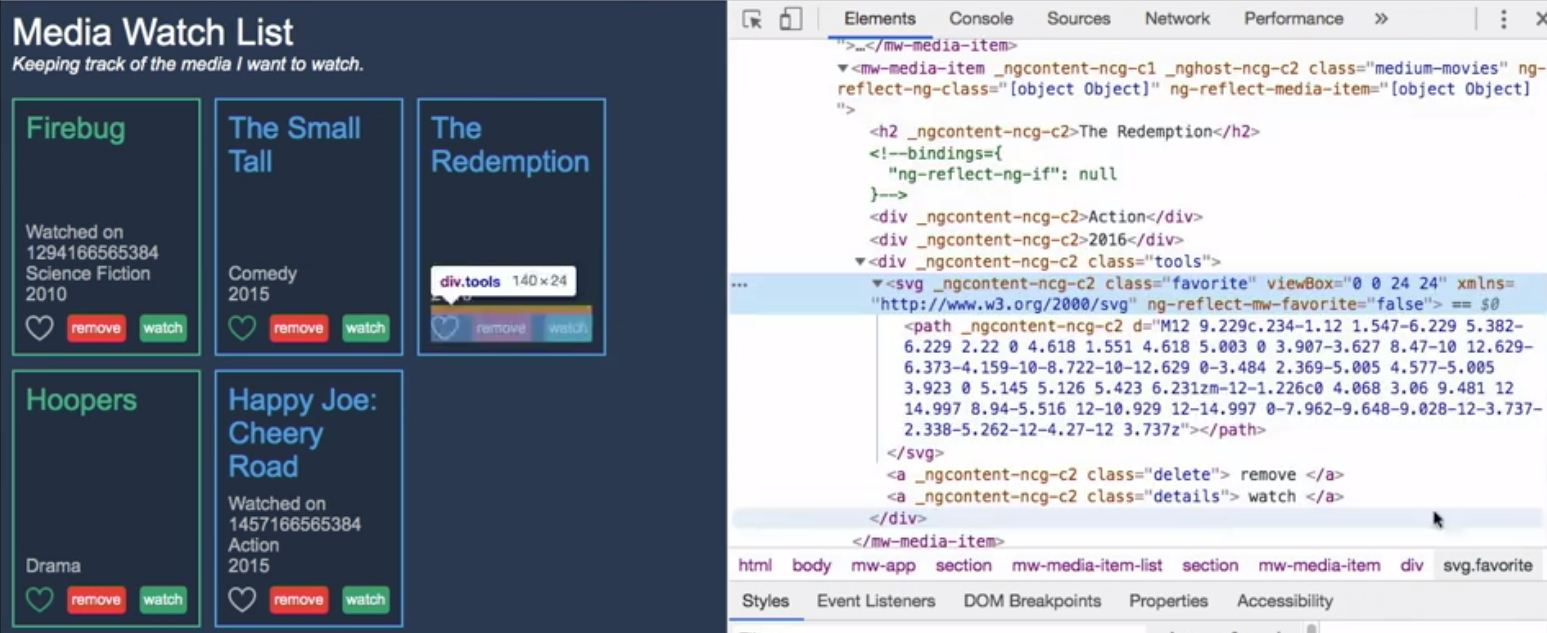 Media Watch List
Keeping track of the media I want to watch.
Firebug
Watched on
1294166565384
Science Fiction
2010
remove watch
The Small
Tall
Comedy
2015
remove watch
The
Redemption
div.tools 140×24
remove watch
Hoopers
Drama
remove watch
Happy Joe:
Cheery
Road
Watched on
1457166565384
Action
2015
remove watch
Elements Console Sources Network Performance »
">…</mw-media-item>
▼<mw-media-item _ngcontent-ncg-c1 _nghost-ncg-c2 class="medium-movies" ng-
reflect-ng-class="[object Object]" ng-reflect-media-item="[object Object]
">
<h2 _ngcontent-ncg-c2>The Redemption</h2>
<!--bindings={
"ng-reflect-ng-if": null
}-->
<div _ngcontent-ncg-c2>Action</div>
<div _ngcontent-ncg-c2>2016</div>
▼<div _ngcontent-ncg-c2 class="tools">
… ▼<svg _ngcontent-ncg-c2 class="favorite" viewBox="0 0 24 24" xmlns=
"http://www.w3.org/2000/svg" ng-reflect-mw-favorite="false"> == $0
<path _ngcontent-ncg-c2 d="M12 9.229c.234-1.12 1.547-6.229 5.382-
6.229 2.22 0 4.618 1.551 4.618 5.003 0 3.907-3.627 8.47-10 12.629-
6.373-4.159-10-8.722-10-12.629 0-3.484 2.369-5.005 4.577-5.005
3.923 0 5.145 5.126 5.423 6.231zm-12-1.226c0 4.068 3.06 9.481 12
14.997 8.94-5.516 12-10.929 12-14.997 0-7.962-9.648-9.028-12-3.737-
2.338-5.262-12-4.27-12 3.737z"></path>
</svg>
<a _ngcontent-ncg-c2 class="delete"> remove </a>
<a _ngcontent-ncg-c2 class="details"> watch </a>
</div>
</mw-media-item>
html body mw-app section mw-media-item-list section mw-media-item div svg.favorite
Styles Event Listeners DOM Breakpoints Properties Accessibility